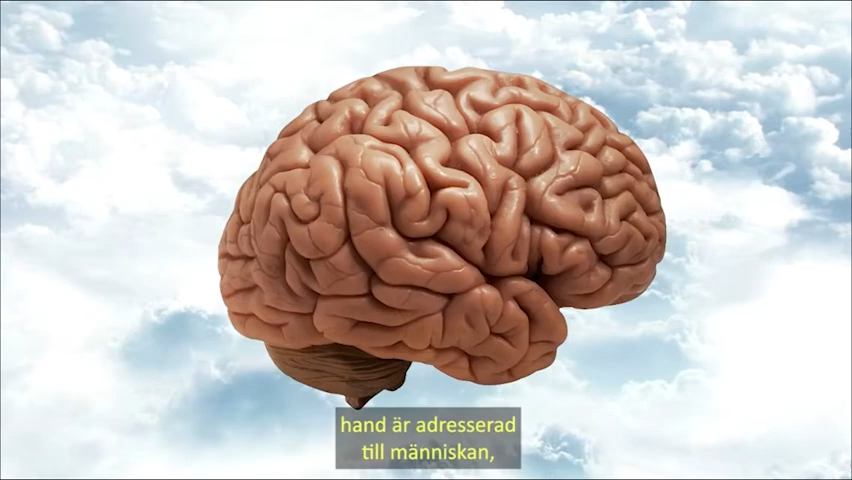 hand är adresserad
till människan,